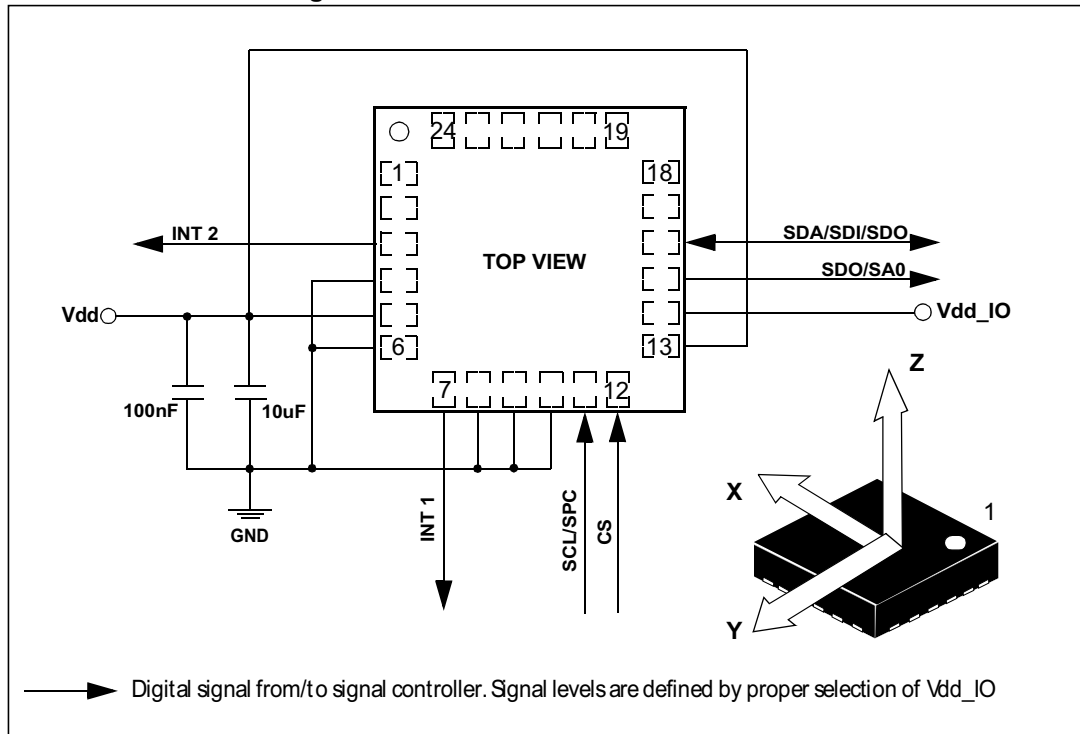 24
19
1
18
INT 2
SDA/SDI/SDO
TOP VIEW
SDO/SA0
Vdd
Vdd_IO
6
13
7
12
100nF
10uF
Z
X
1
GND
INT 1
SCL/SPC
CS
Y
Digital signal from/to signal controller. Signal levels are defined by proper selection of Vdd_IO